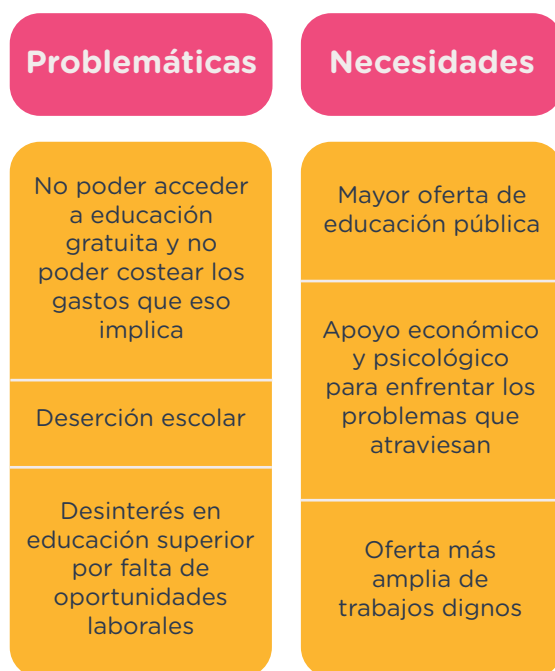 Problemáticas
No poder acceder
a educación
gratuita y no
poder costear los
gastos que eso
implica
Deserción escolar
Desinterés en
educación superior
por falta de
oportunidades
laborales
Necesidades
Mayor oferta de
educación pública
Apoyo económico
y psicológico
para enfrentar los
problemas que
atraviesan
Oferta más
amplia de
trabajos dignos